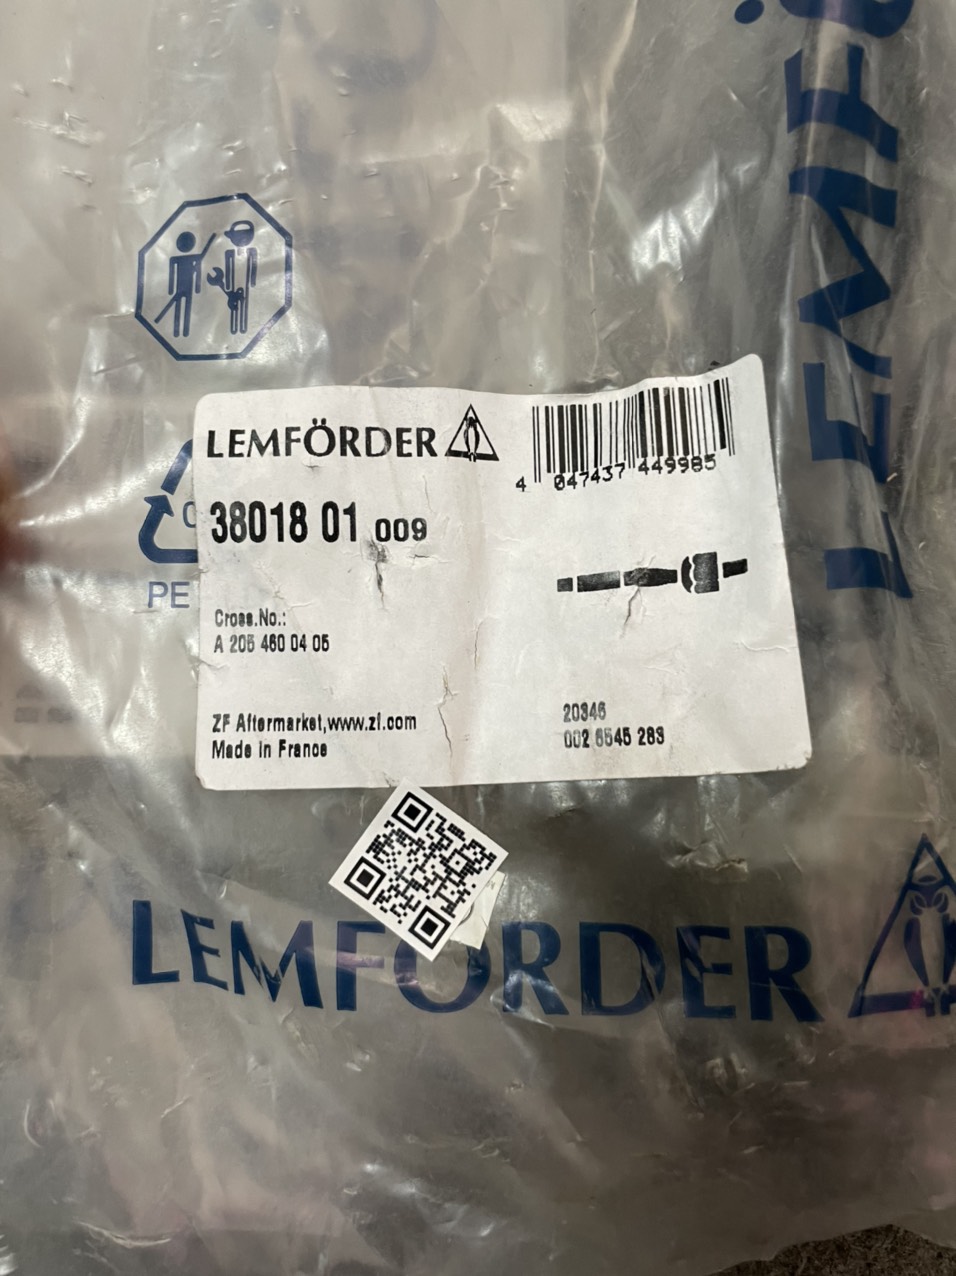 LEMFÖ
LEMFÖRDER
4 047437 449985
38018 01 009
Cross.No.:
A 205 460 04 05
PE
ZF Aftermarket,www.zf.com
Made in France
20346
002 6545 283
LEMFÖRDER